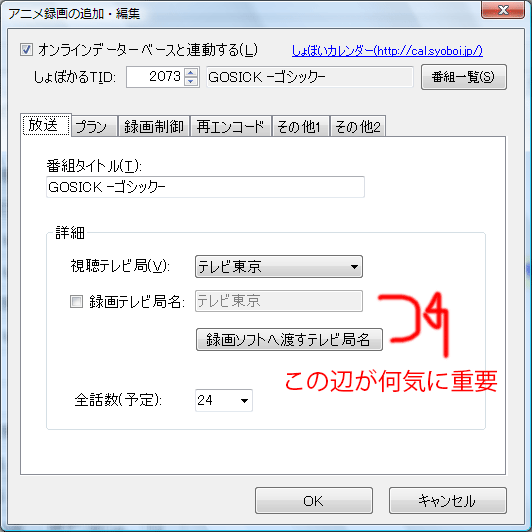 アニメ録画の追加・編集
オンラインデーターベースと連動する(L)
しょぼいカレンダー(http://cal.syoboi.jp/)
しょぼかるTID: 2073 GOSICK −ゴシック− 番組一覧(S)
放送 プラン 録画制御 再エンコード その他1 その他2
番組タイトル(T):
GOSICK −ゴシック−
詳細
視聴テレビ局(V): テレビ東京
録画テレビ局名: テレビ東京
録画ソフトへ渡すテレビ局名
この辺が何気に重要
全話数(予定): 24
OK キャンセル